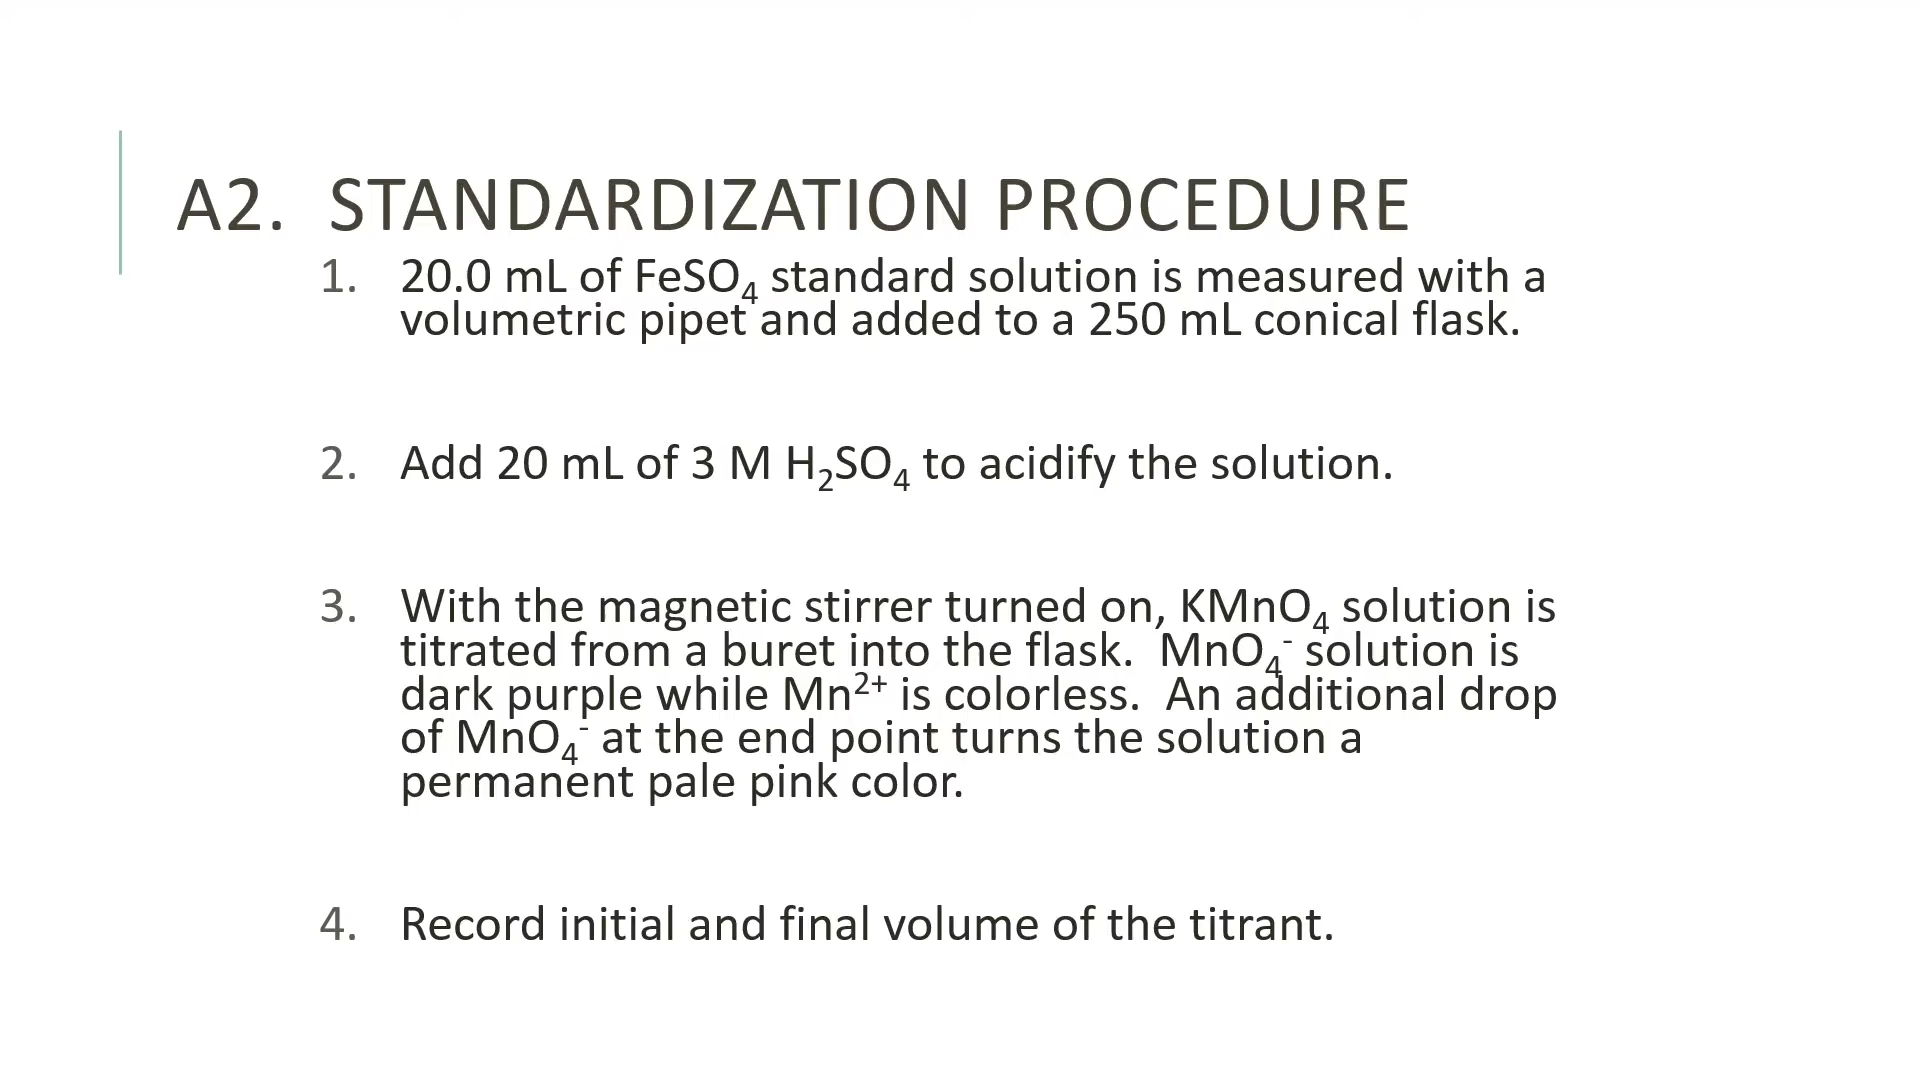 A2. STANDARDIZATION PROCEDURE
1. 20.0 mL of FeSO₄ standard solution is measured with a
volumetric pipet and added to a 250 mL conical flask.
2. Add 20 mL of 3 M H₂SO₄ to acidify the solution.
3. With the magnetic stirrer turned on, KMnO₄ solution is
titrated from a buret into the flask. MnO₄⁻ solution is
dark purple while Mn²⁺ is colorless. An additional drop
of MnO₄⁻ at the end point turns the solution a
permanent pale pink color.
4. Record initial and final volume of the titrant.